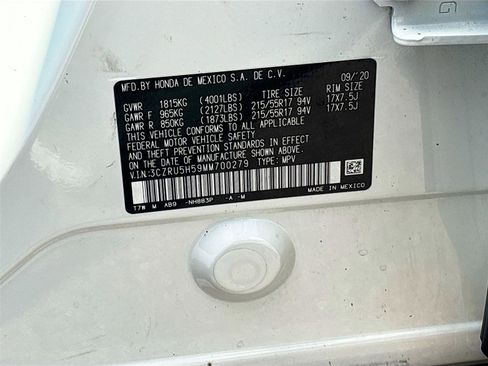 MFD.BY HONDA DE MEXICO S.A. DE C.V. 09/'20
GVWR 1815KG (4001LBS) TIRE SIZE RIM SIZE
GAWR F 965KG (2127LBS) 215/55R17 94V 17X7.5J
GAWR R 850KG (1873LBS) 215/55R17 94V 17X7.5J
THIS VEHICLE CONFORMS TO ALL APPLICABLE
FEDERAL MOTOR VEHICLE SAFETY, BUMPER, AND
THEFT PREVENTION STANDARDS IN EFFECT ON THE
DATE OF MANUFACTURE SHOWN ABOVE.
V.I.N:3CZRU5H59MM700279 TYPE: MPV
MADE IN MEXICO
T7W M AB9 -NH883P -A -M